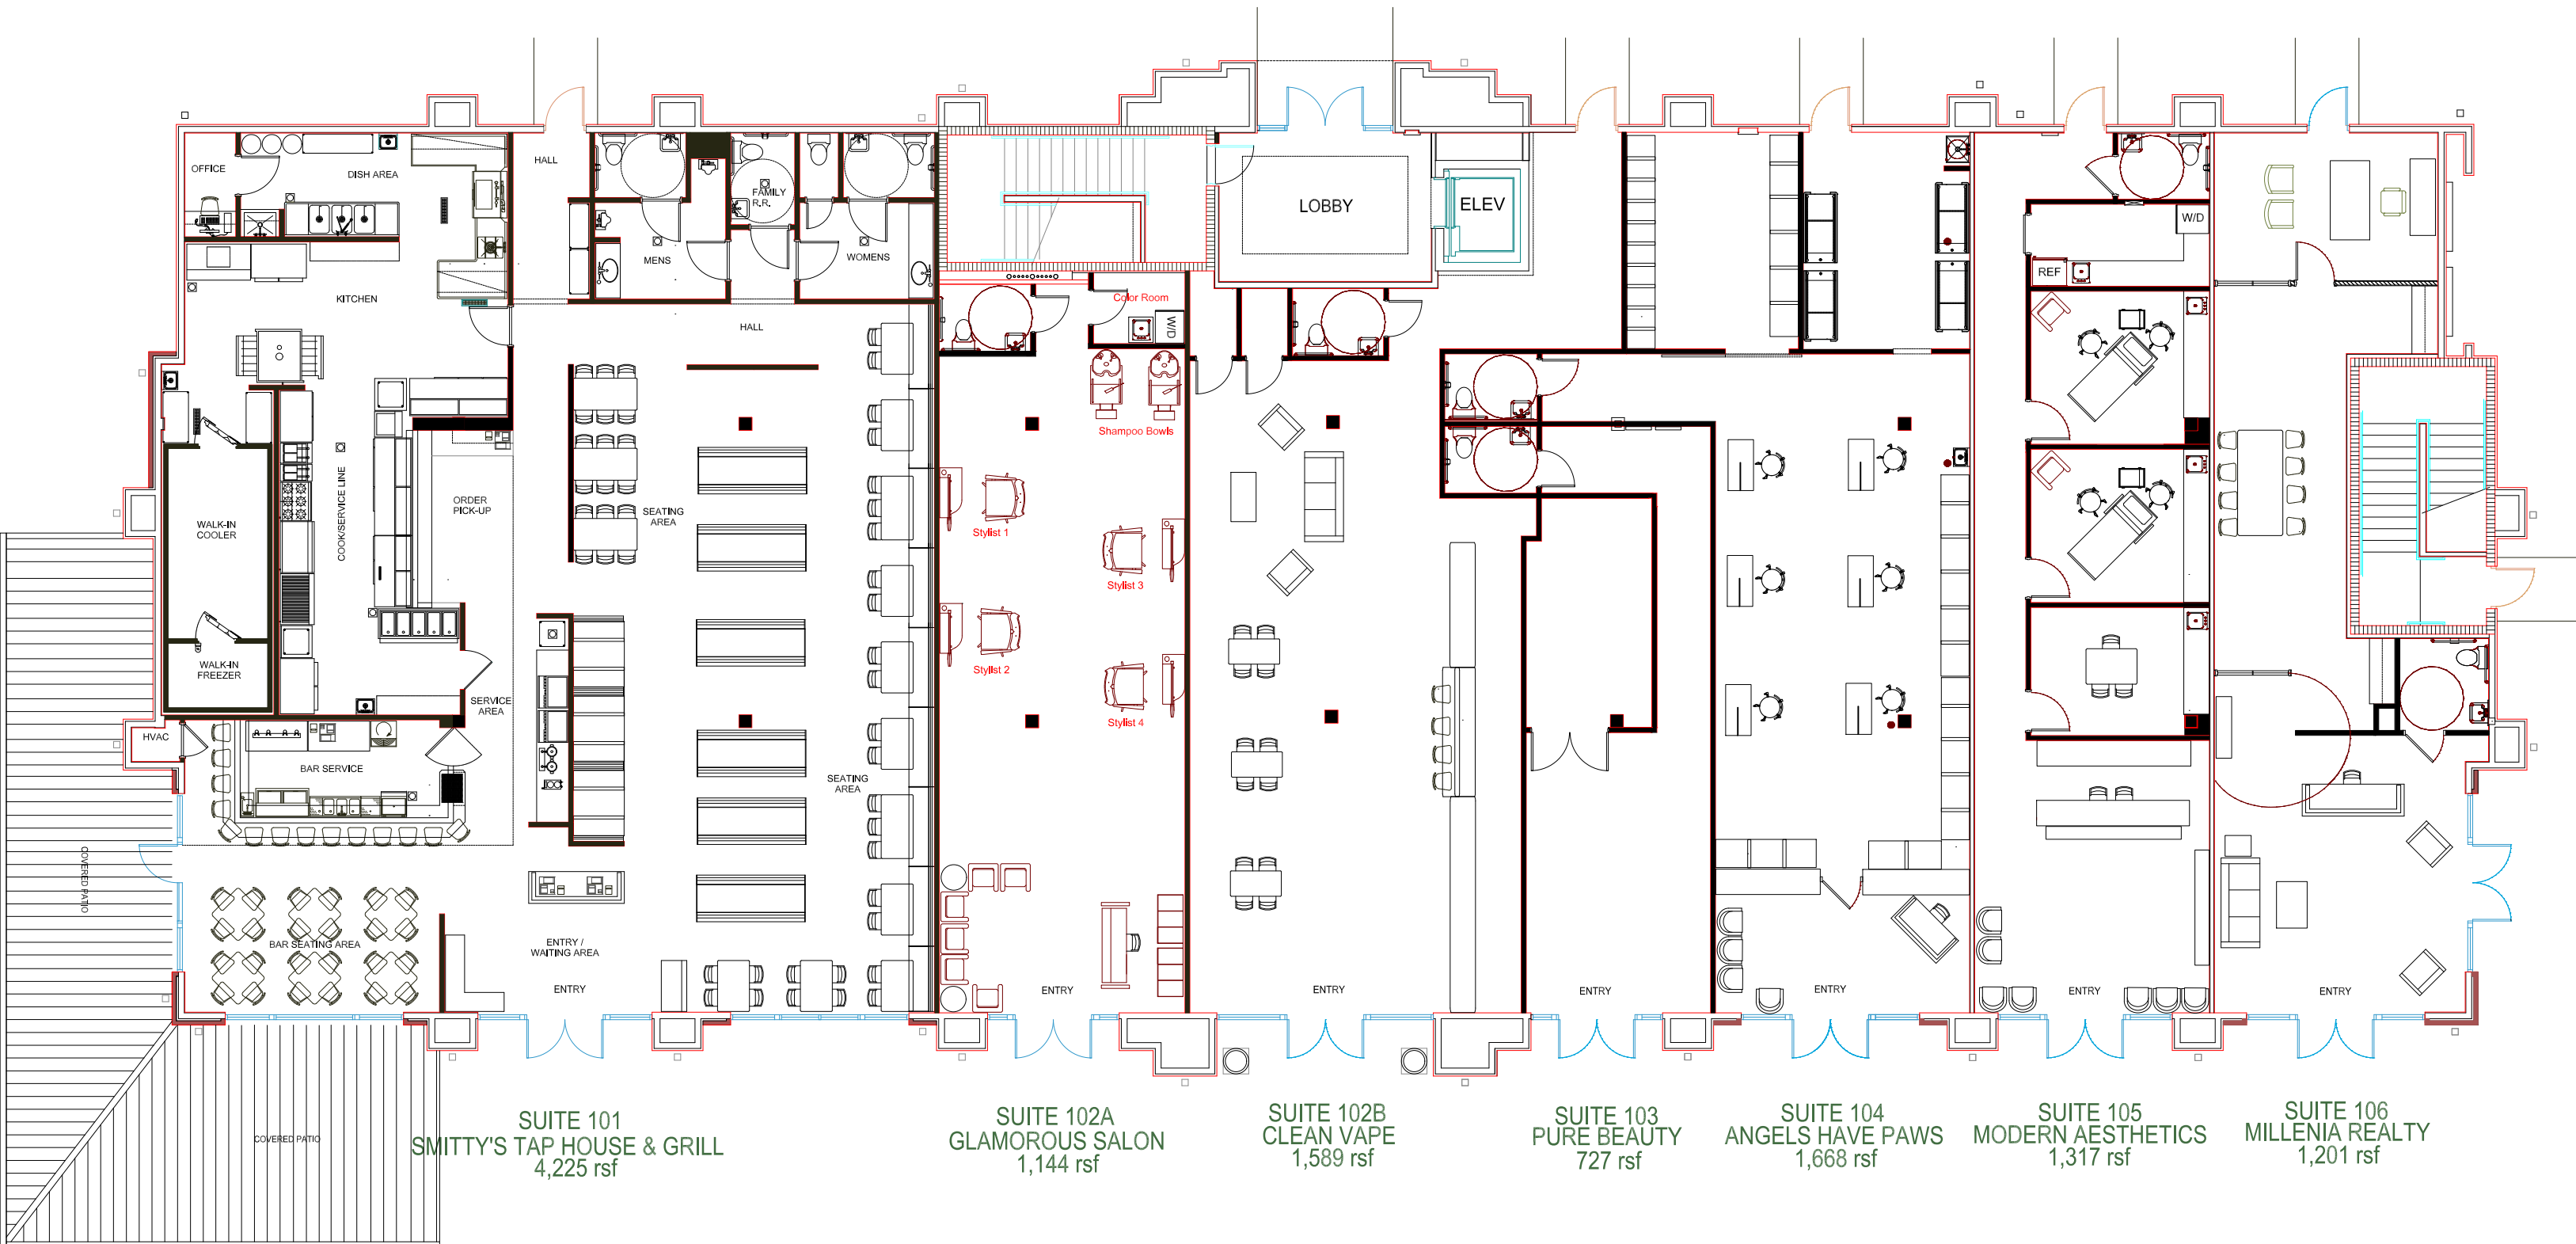 OFFICE
DISH AREA
HALL
FAMILY
R.R.
MENS
WOMENS
KITCHEN
HALL
LOBBY
ELEV
W/D
REF
Color Room
W/D
Shampoo Bowls
COOK/SERVICE LINE
ORDER
PICK-UP
SEATING
AREA
WALK-IN
COOLER
Stylist 1
Stylist 3
WALK-IN
FREEZER
Stylist 2
Stylist 4
SERVICE
AREA
HVAC
BAR SERVICE
SEATING
AREA
COVERED PATIO
BAR SEATING AREA
ENTRY /
WAITING AREA
ENTRY
ENTRY
ENTRY
ENTRY
ENTRY
ENTRY
ENTRY
COVERED PATIO
SUITE 101
SMITTY'S TAP HOUSE & GRILL
4,225 rsf
SUITE 102A
GLAMOROUS SALON
1,144 rsf
SUITE 102B
CLEAN VAPE
1,589 rsf
SUITE 103
PURE BEAUTY
727 rsf
SUITE 104
ANGELS HAVE PAWS
1,668 rsf
SUITE 105
MODERN AESTHETICS
1,317 rsf
SUITE 106
MILLENIA REALTY
1,201 rsf